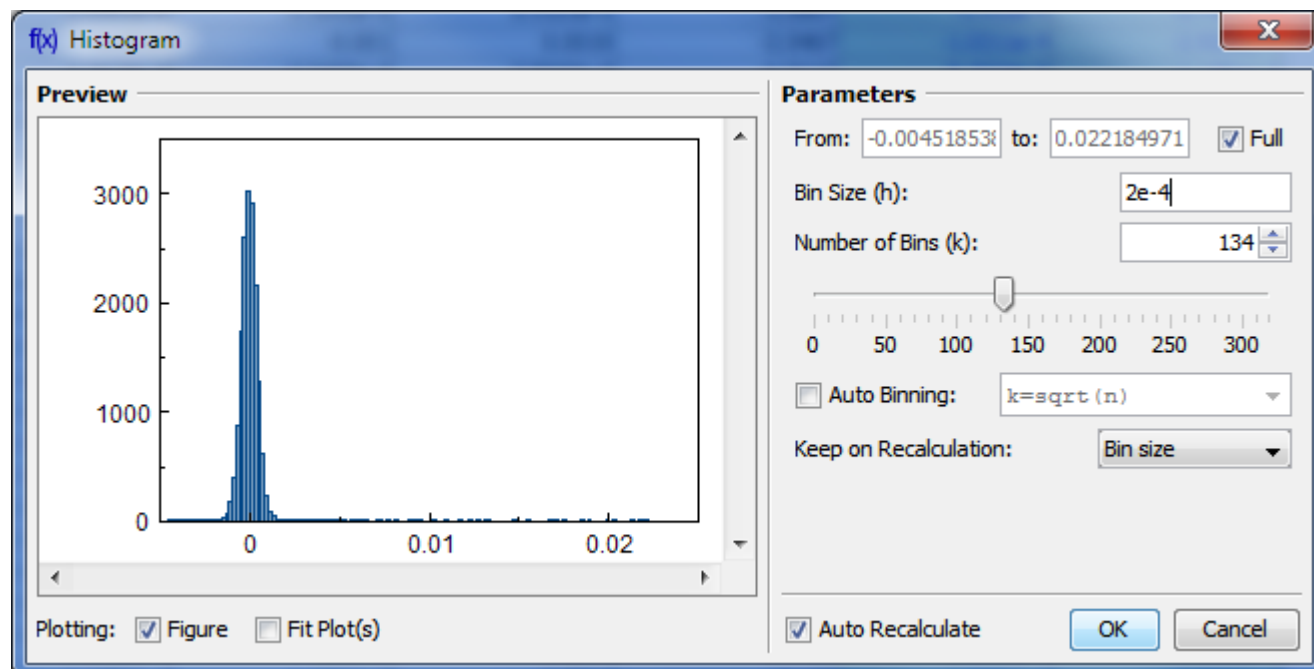 f(x) Histogram
Preview
3000
2000
1000
0
0 0.01 0.02
Plotting: Figure Fit Plot(s)
Parameters
From: -0.004518538 to: 0.022184971 Full
Bin Size (h): 2e-4
Number of Bins (k): 134
0 50 100 150 200 250 300
Auto Binning: k=sqrt(n)
Keep on Recalculation: Bin size
Auto Recalculate OK Cancel